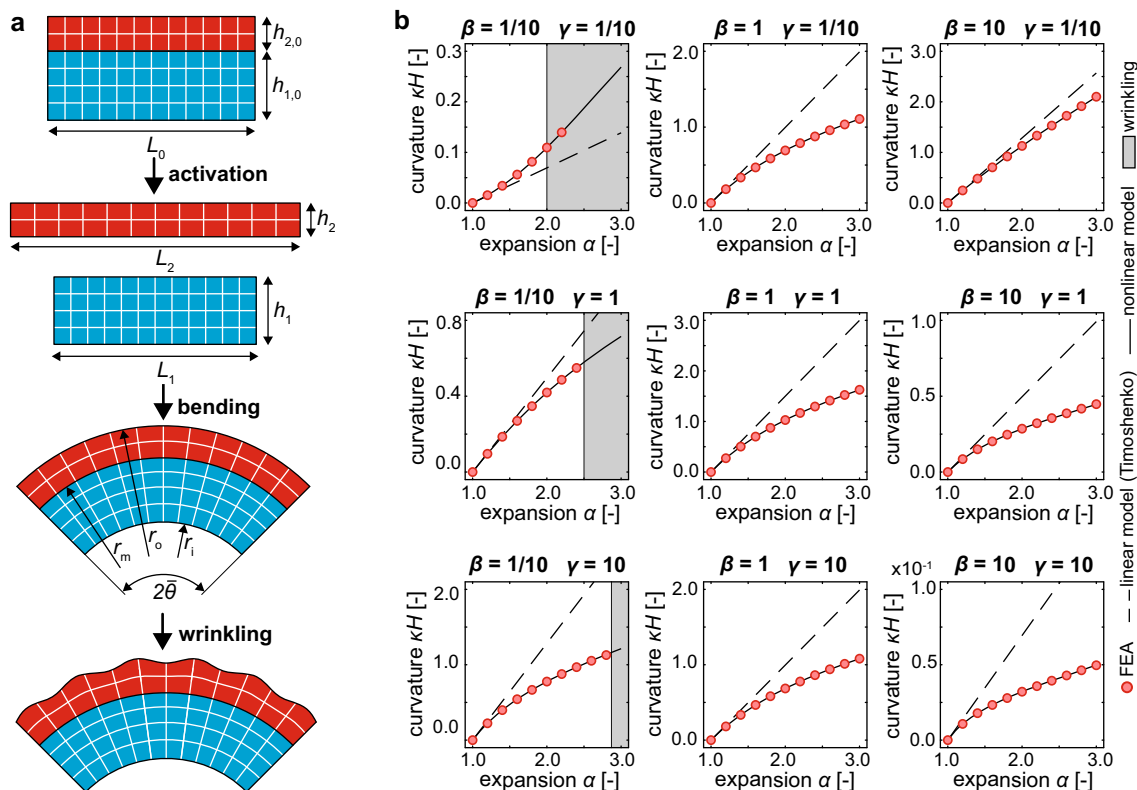 a
h2,0
h1,0
L0
activation
h2
L2
h1
L1
bending
rm
ro
ri
2θ̄
wrinkling
b
β = 1/10 γ = 1/10
curvature κH [-]
0.3
0.2
0.1
0.0
1.0 2.0 3.0
expansion α [-]
β = 1 γ = 1/10
curvature κH [-]
2.0
1.0
0.0
1.0 2.0 3.0
expansion α [-]
β = 10 γ = 1/10
curvature κH [-]
3.0
2.0
1.0
0.0
1.0 2.0 3.0
expansion α [-]
β = 1/10 γ = 1
curvature κH [-]
0.8
0.4
0.0
1.0 2.0 3.0
expansion α [-]
β = 1 γ = 1
curvature κH [-]
3.0
2.0
1.0
0.0
1.0 2.0 3.0
expansion α [-]
β = 10 γ = 1
curvature κH [-]
1.0
0.5
0.0
1.0 2.0 3.0
expansion α [-]
β = 1/10 γ = 10
curvature κH [-]
2.0
1.0
0.0
1.0 2.0 3.0
expansion α [-]
β = 1 γ = 10
curvature κH [-]
2.0
1.0
0.0
1.0 2.0 3.0
expansion α [-]
β = 10 γ = 10
x10-1
curvature κH [-]
1.0
0.5
0.0
1.0 2.0 3.0
expansion α [-]
FEA
linear model (Timoshenko)
nonlinear model
wrinkling